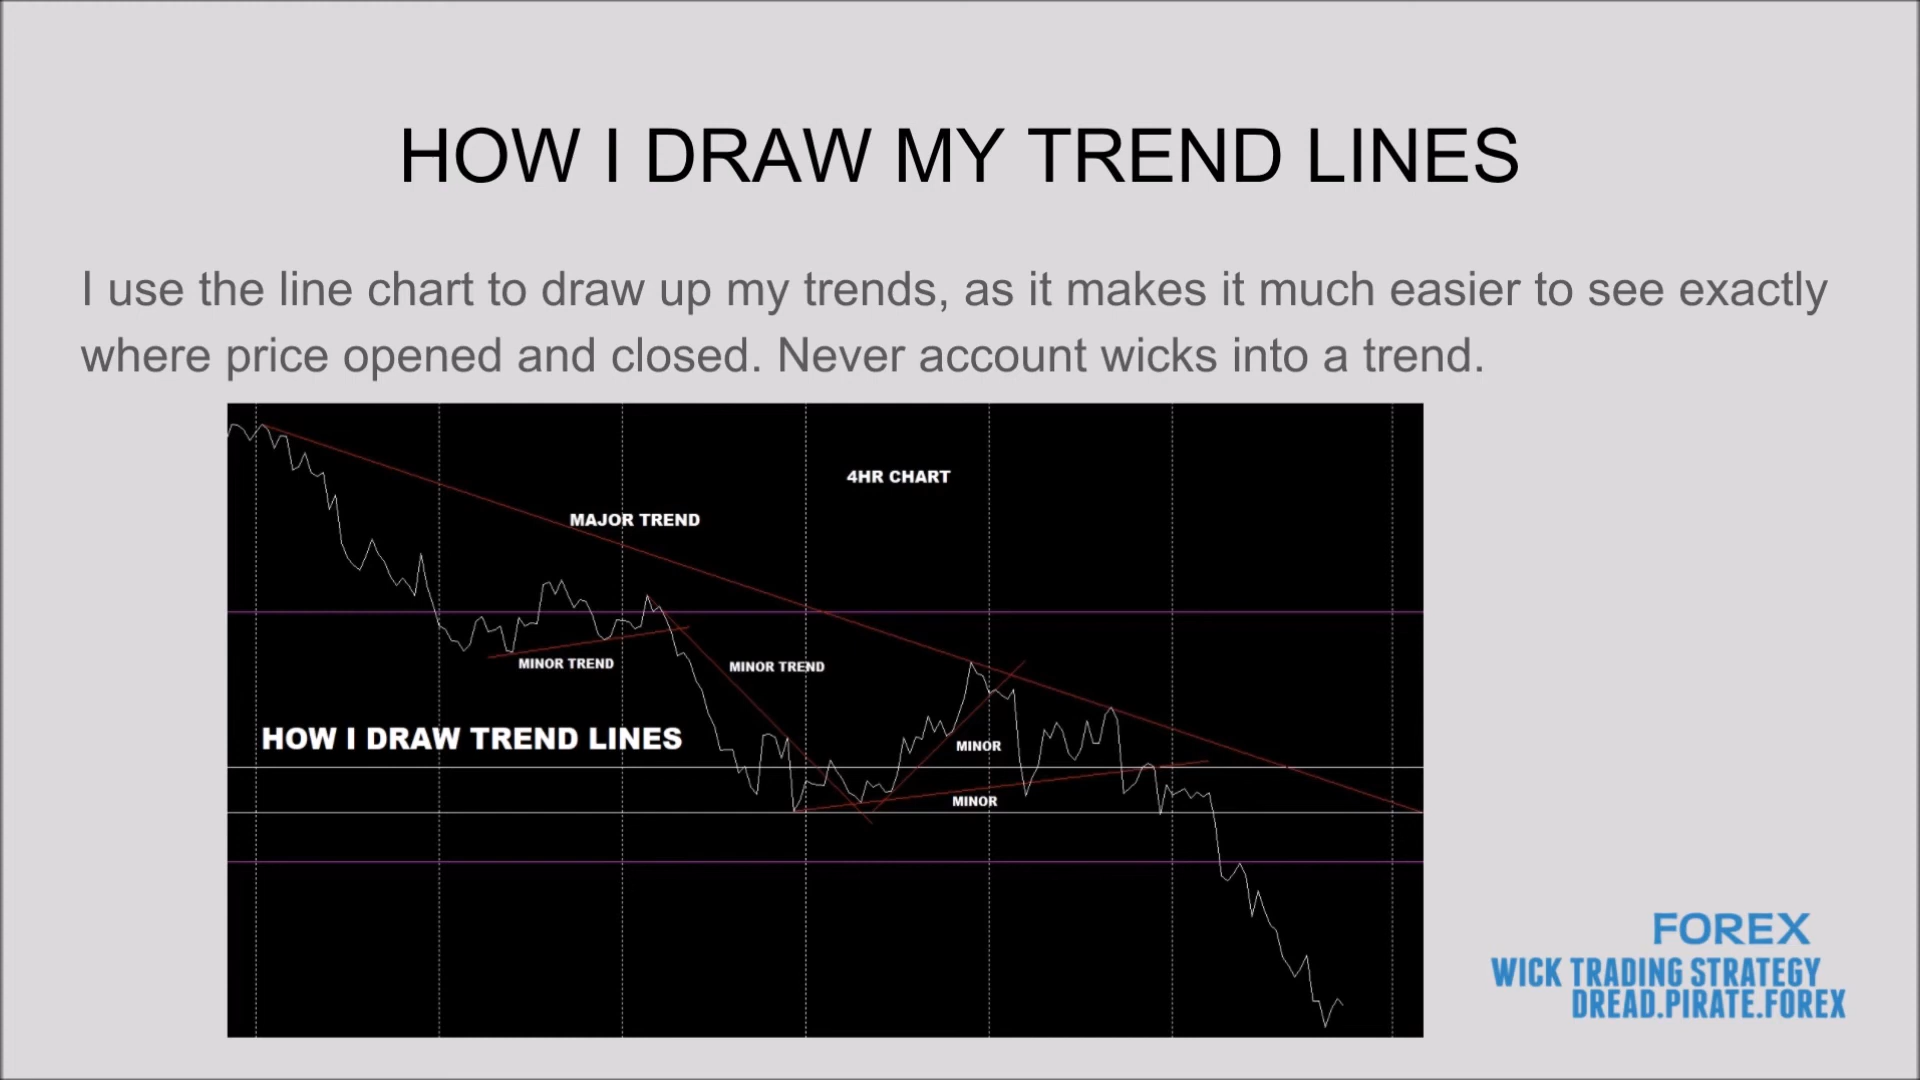 HOW I DRAW MY TREND LINES
I use the line chart to draw up my trends, as it makes it much easier to see exactly
where price opened and closed. Never account wicks into a trend.
4HR CHART
MAJOR TREND
MINOR TREND
MINOR TREND
HOW I DRAW TREND LINES
MINOR
MINOR
FOREX
WICK TRADING STRATEGY
DREAD.PIRATE.FOREX